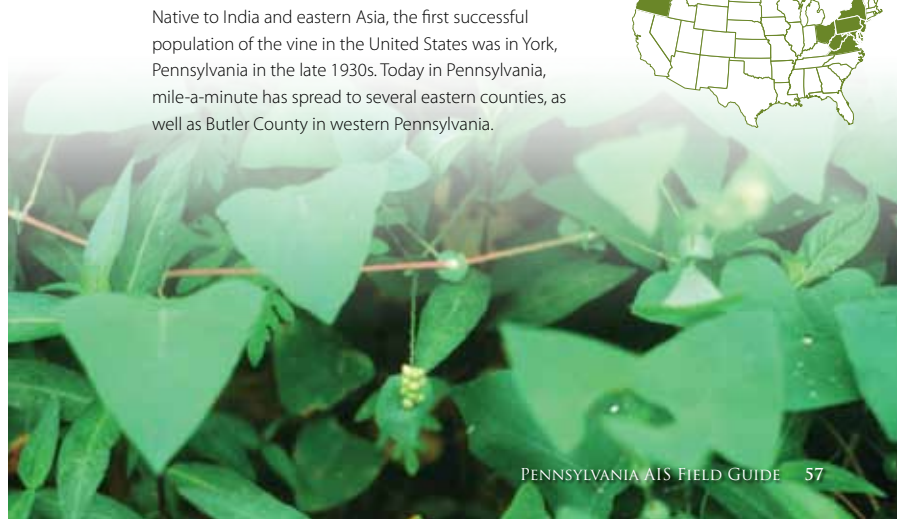 Native to India and eastern Asia, the first successful
population of the vine in the United States was in York,
Pennsylvania in the late 1930s. Today in Pennsylvania,
mile-a-minute has spread to several eastern counties, as
well as Butler County in western Pennsylvania.
Pennsylvania AIS Field Guide 57